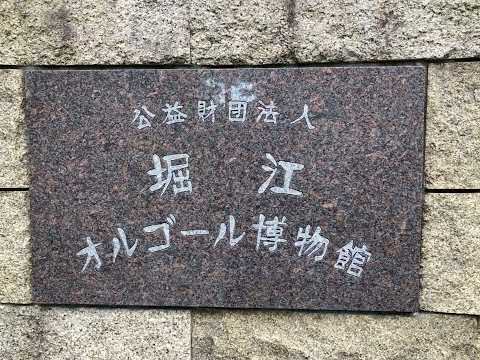 公益財団法人
堀江
オルゴール博物館